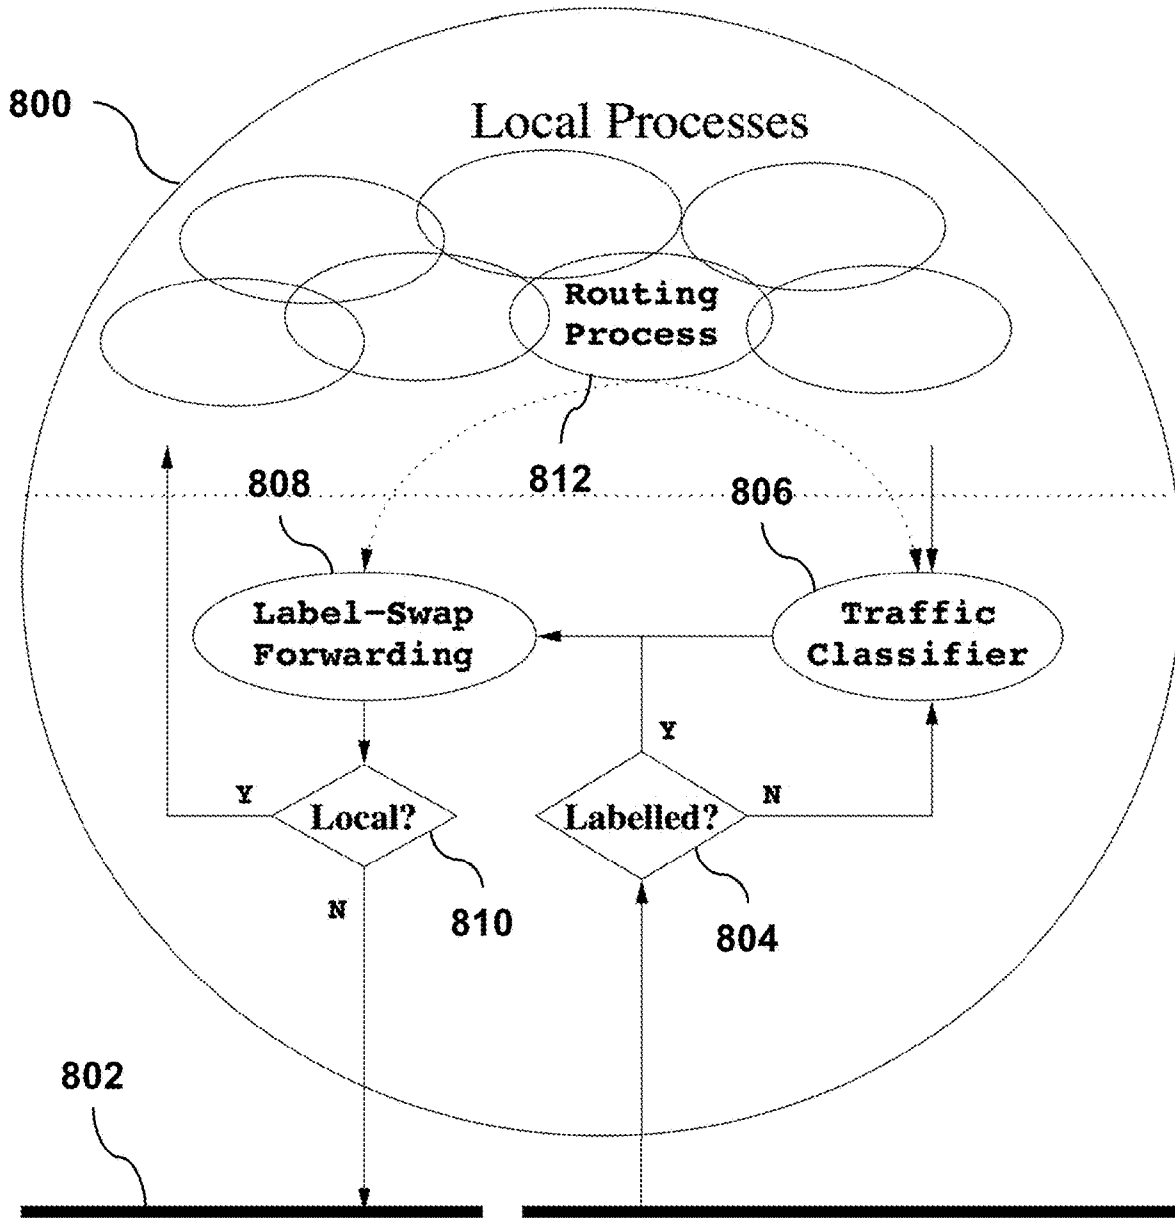 800
Local Processes
Routing
Process
812
808
806
Label-Swap
Forwarding
Traffic
Classifier
Y
Y
N
Local?
Labelled?
N
810
804
802